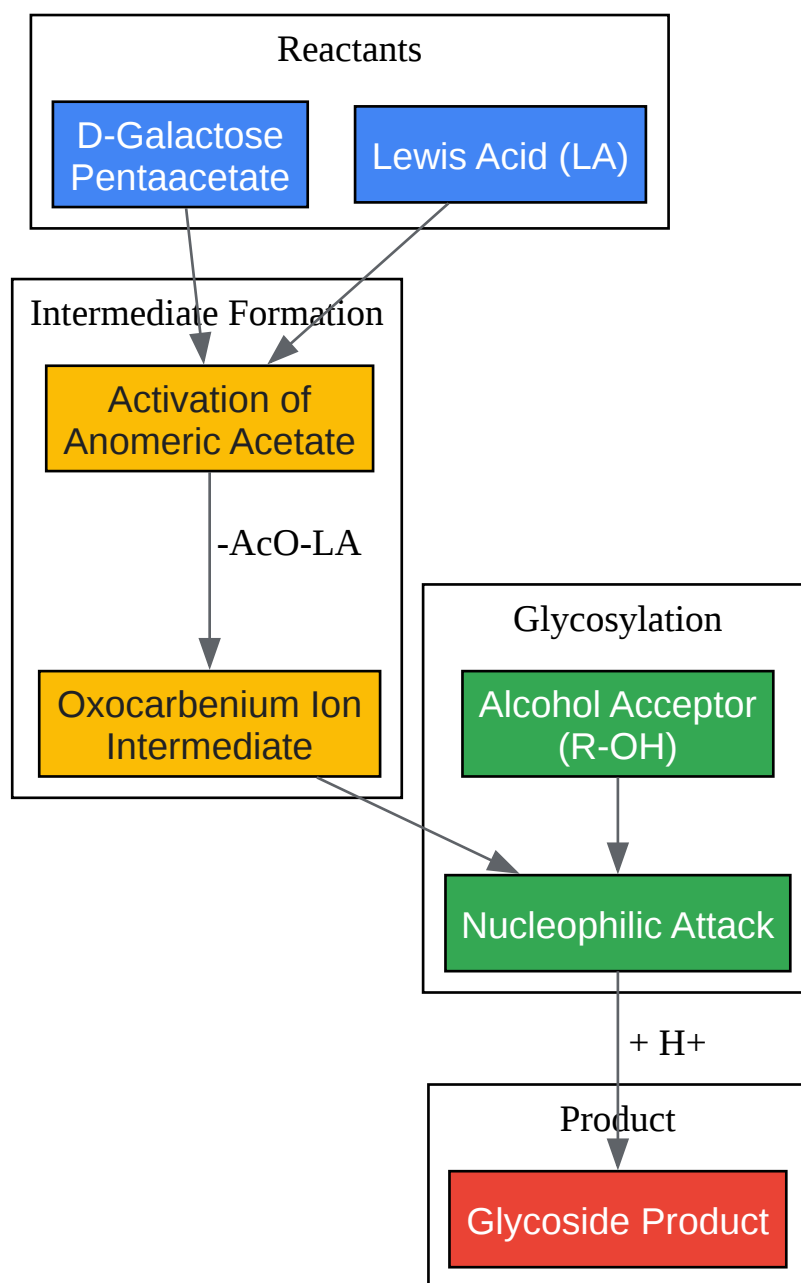 Reactants
D-Galactose
Pentaacetate
Lewis Acid (LA)
Intermediate Formation
Activation of
Anomeric Acetate
-AcO-LA
Oxocarbenium Ion
Intermediate
Glycosylation
Alcohol Acceptor
(R-OH)
Nucleophilic Attack
+ H+
Product
Glycoside Product